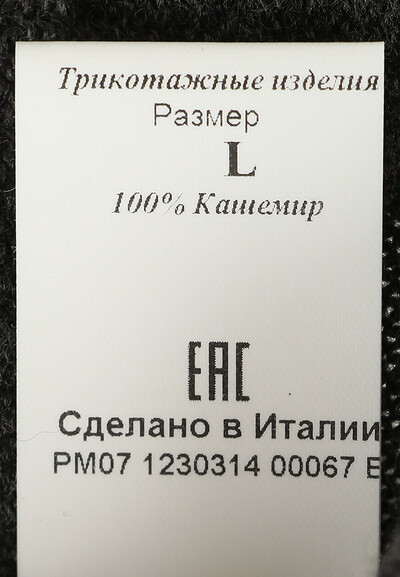 Трикотажные изделия
Размер
L
100% Кашемир
EAC
Сделано в Италии
PM07 1230314 00067 E